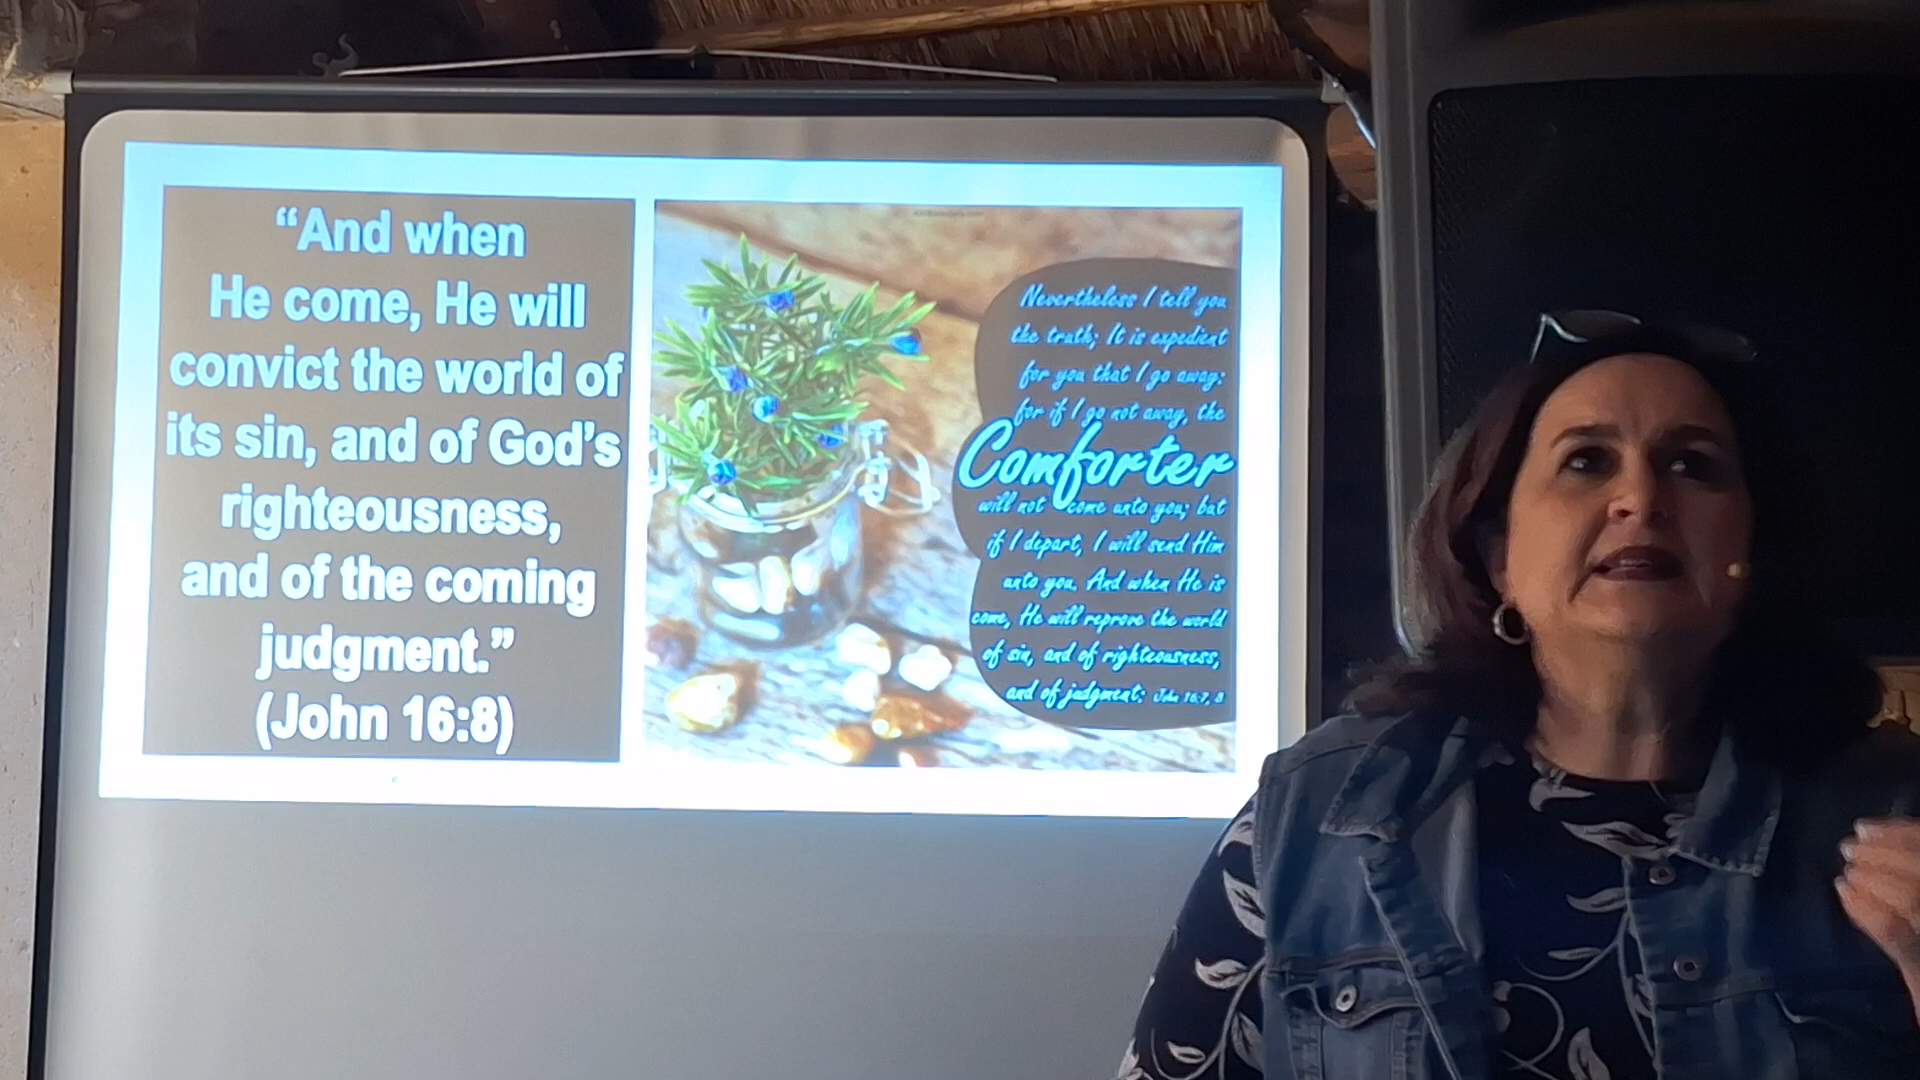 “And when
He come, He will
convict the world of
its sin, and of God’s
righteousness,
and of the coming
judgment.”
(John 16:8)
Nevertheless I tell you
the truth; It is expedient
for you that I go away:
for if I go not away, the
Comforter
will not come unto you; but
if I depart, I will send Him
unto you. And when He is
come, He will reprove the world
of sin, and of righteousness,
and of judgment: John 16:7, 8